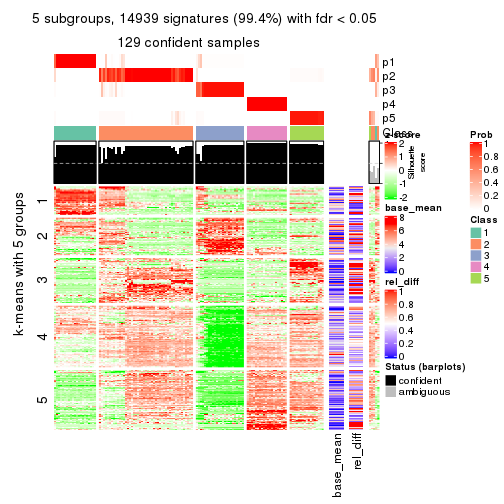 5 subgroups, 14939 signatures (99.4%) with fdr < 0.05
129 confident samples
p1
p2
p3
p4
p5
Class
k-means with 5 groups
1
2
3
4
5
1
0.5
0
Silhouette
score
z-score
2
1
0
-1
-2
base_mean
8
6
4
2
0
rel_diff
1
0.8
0.6
0.4
0.2
0
Status (barplots)
confident
ambiguous
Prob
1
0.8
0.6
0.4
0.2
0
Class
1
2
3
4
5
base_mean
rel_diff